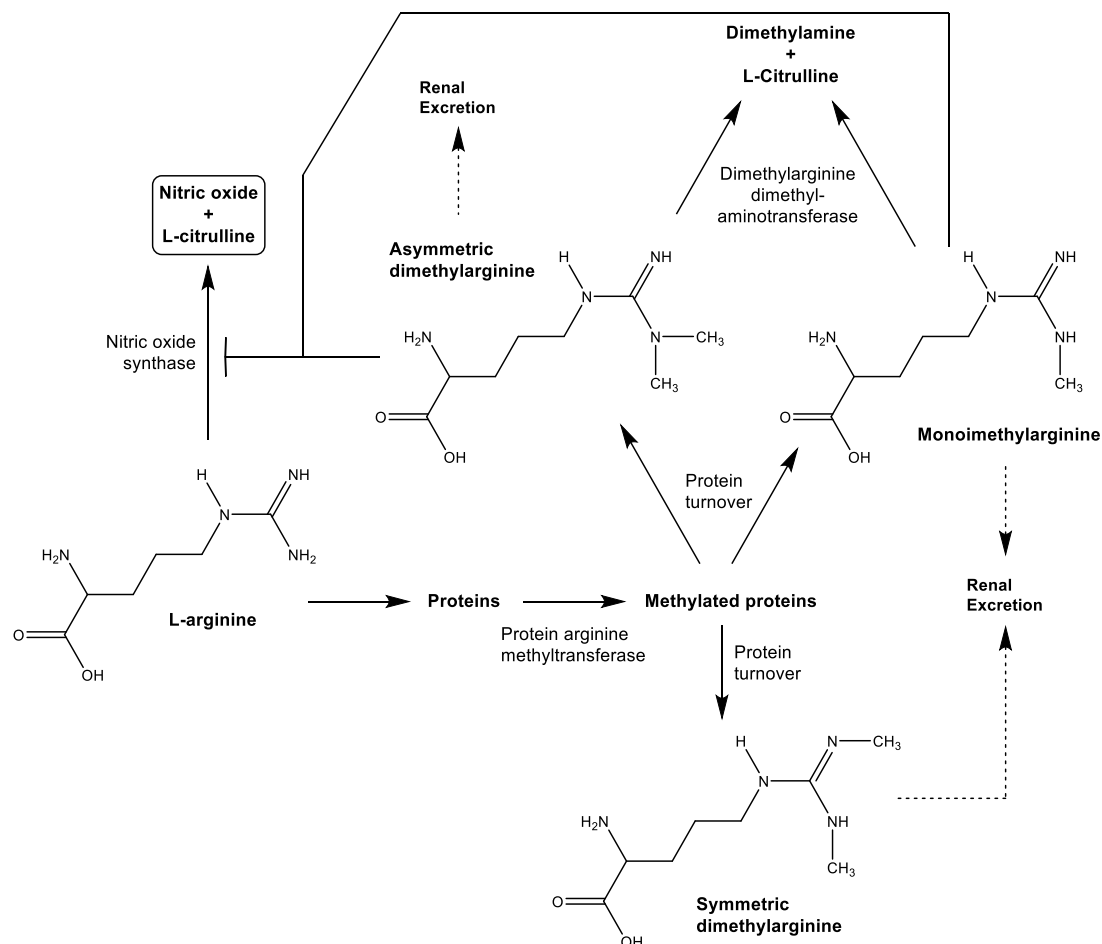 Dimethylamine
+
L-Citrulline
Renal
Excretion
Nitric oxide
+
L-citrulline
Dimethylarginine
dimethyl-
aminotransferase
Asymmetric
dimethylarginine
H
NH
N
H2N
N
CH3
CH3
O
OH
H
NH
N
H2N
NH
CH3
O
OH
Monoimethylarginine
Nitric oxide
synthase
Protein
turnover
H
NH
N
H2N
NH2
O
OH
L-arginine
Proteins
Protein arginine
methyltransferase
Methylated proteins
Renal
Excretion
Protein
turnover
H
N
CH3
N
H2N
NH
CH3
O
OH
Symmetric
dimethylarginine